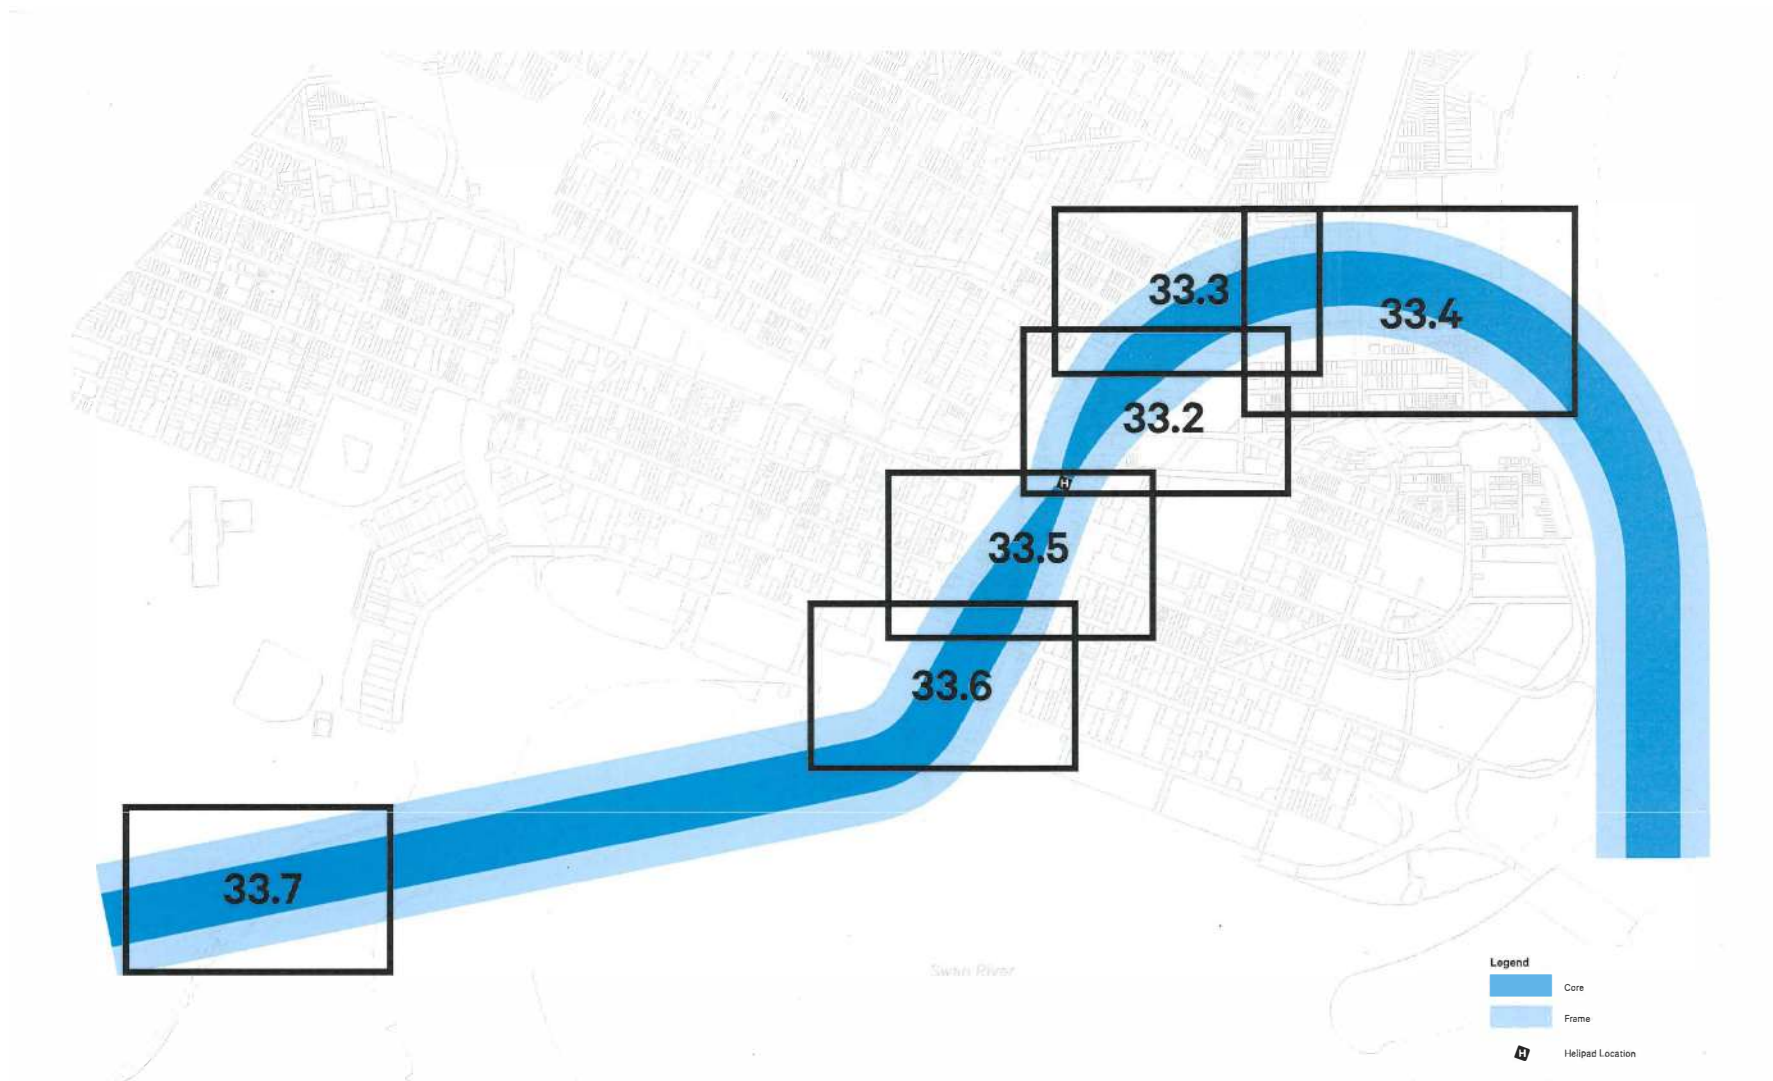 33.3
33.4
33.2
33.5
33.6
33.7
Swan River
Legend
Core
Frame
H
Helipad Location